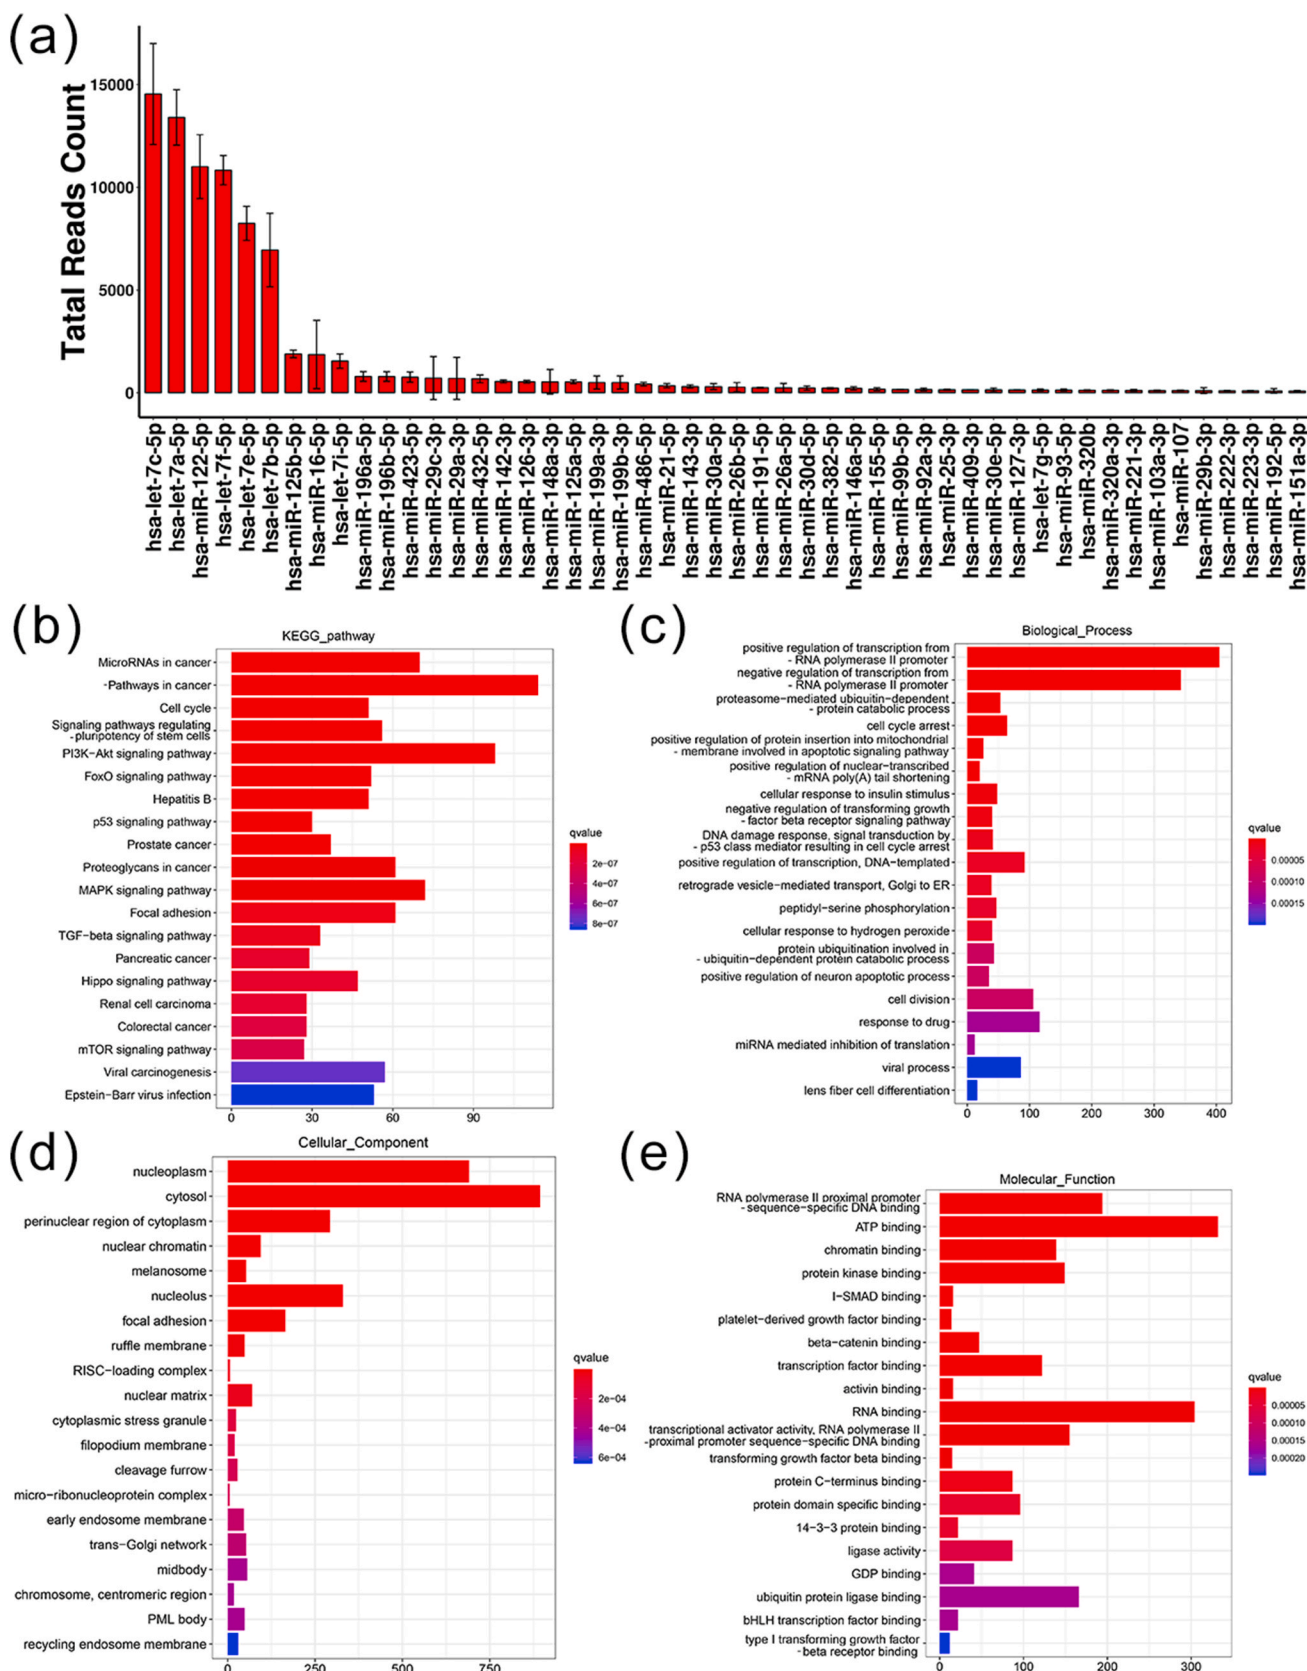 (a)
Tatal Reads Count
15000
10000
5000
0
hsa-let-7c-5p
hsa-let-7a-5p
hsa-miR-122-5p
hsa-let-7f-5p
hsa-let-7e-5p
hsa-let-7b-5p
hsa-miR-125b-5p
hsa-miR-16-5p
hsa-let-7i-5p
hsa-miR-196a-5p
hsa-miR-196b-5p
hsa-miR-423-5p
hsa-miR-29c-3p
hsa-miR-29a-3p
hsa-miR-432-5p
hsa-miR-142-3p
hsa-miR-126-3p
hsa-miR-148a-3p
hsa-miR-125a-5p
hsa-miR-199a-3p
hsa-miR-199b-3p
hsa-miR-486-5p
hsa-miR-21-5p
hsa-miR-143-3p
hsa-miR-30a-5p
hsa-miR-26b-5p
hsa-miR-191-5p
hsa-miR-26a-5p
hsa-miR-30d-5p
hsa-miR-382-5p
hsa-miR-146a-5p
hsa-miR-155-5p
hsa-miR-99b-5p
hsa-miR-92a-3p
hsa-miR-25-3p
hsa-miR-409-3p
hsa-miR-30e-5p
hsa-miR-127-3p
hsa-let-7g-5p
hsa-miR-93-5p
hsa-miR-320b
hsa-miR-320a-3p
hsa-miR-221-3p
hsa-miR-103a-3p
hsa-miR-107
hsa-miR-29b-3p
hsa-miR-222-3p
hsa-miR-223-3p
hsa-miR-192-5p
hsa-miR-151a-3p
(b)
KEGG_pathway
MicroRNAs in cancer
-Pathways in cancer
Cell cycle
Signaling pathways regulating
-pluripotency of stem cells
PI3K-Akt signaling pathway
FoxO signaling pathway
Hepatitis B
p53 signaling pathway
Prostate cancer
Proteoglycans in cancer
MAPK signaling pathway
Focal adhesion
TGF-beta signaling pathway
Pancreatic cancer
Hippo signaling pathway
Renal cell carcinoma
Colorectal cancer
mTOR signaling pathway
Viral carcinogenesis
Epstein-Barr virus infection
0 30 60 90
qvalue
2e-07
4e-07
6e-07
8e-07
(c)
Biological_Process
positive regulation of transcription from
- RNA polymerase II promoter
negative regulation of transcription from
- RNA polymerase II promoter
proteasome-mediated ubiquitin-dependent
- protein catabolic process
cell cycle arrest
positive regulation of protein insertion into mitochondrial
- membrane involved in apoptotic signaling pathway
positive regulation of nuclear-transcribed
- mRNA poly(A) tail shortening
cellular response to insulin stimulus
negative regulation of transforming growth
- factor beta receptor signaling pathway
DNA damage response, signal transduction by
- p53 class mediator resulting in cell cycle arrest
positive regulation of transcription, DNA-templated
retrograde vesicle-mediated transport, Golgi to ER
peptidyl-serine phosphorylation
cellular response to hydrogen peroxide
protein ubiquitination involved in
- ubiquitin-dependent protein catabolic process
positive regulation of neuron apoptotic process
cell division
response to drug
miRNA mediated inhibition of translation
viral process
lens fiber cell differentiation
0 100 200 300 400
qvalue
0.00005
0.00010
0.00015
(d)
Cellular_Component
nucleoplasm
cytosol
perinuclear region of cytoplasm
nuclear chromatin
melanosome
nucleolus
focal adhesion
ruffle membrane
RISC-loading complex
nuclear matrix
cytoplasmic stress granule
filopodium membrane
cleavage furrow
micro-ribonucleoprotein complex
early endosome membrane
trans-Golgi network
midbody
chromosome, centromeric region
PML body
recycling endosome membrane
0 250 500 750
qvalue
2e-04
4e-04
6e-04
(e)
Molecular_Function
RNA polymerase II proximal promoter
- sequence-specific DNA binding
ATP binding
chromatin binding
protein kinase binding
I-SMAD binding
platelet-derived growth factor binding
beta-catenin binding
transcription factor binding
activin binding
RNA binding
transcriptional activator activity, RNA polymerase II
-proximal promoter sequence-specific DNA binding
transforming growth factor beta binding
protein C-terminus binding
protein domain specific binding
14-3-3 protein binding
ligase activity
GDP binding
ubiquitin protein ligase binding
bHLH transcription factor binding
type I transforming growth factor
-beta receptor binding
0 100 200 300
qvalue
0.00005
0.00010
0.00015
0.00020